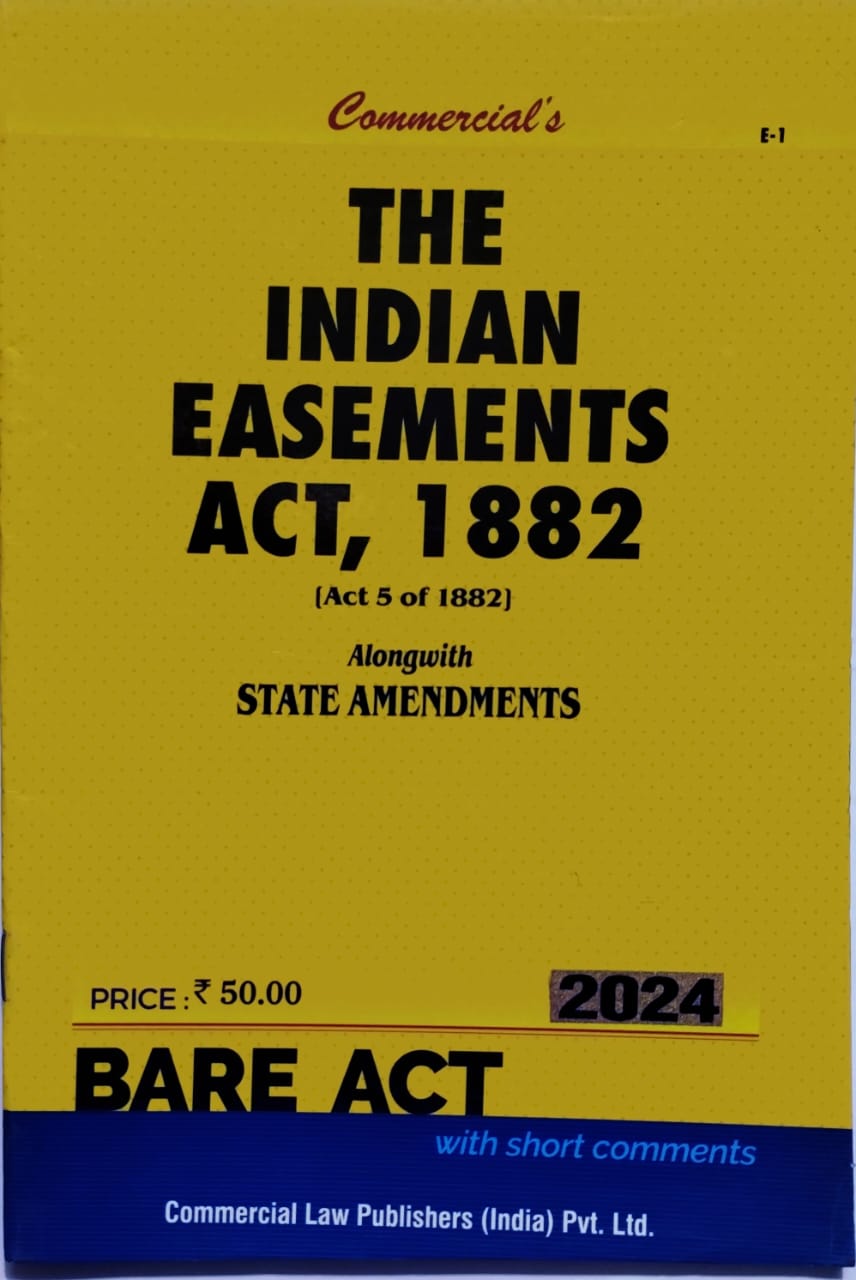 Commercial's
E-1
THE
INDIAN
EASEMENTS
ACT, 1882
(Act 5 of 1882)
Alongwith
STATE AMENDMENTS
PRICE : ₹ 50.00
2024
BARE ACT
with short comments
Commercial Law Publishers (India) Pvt. Ltd.